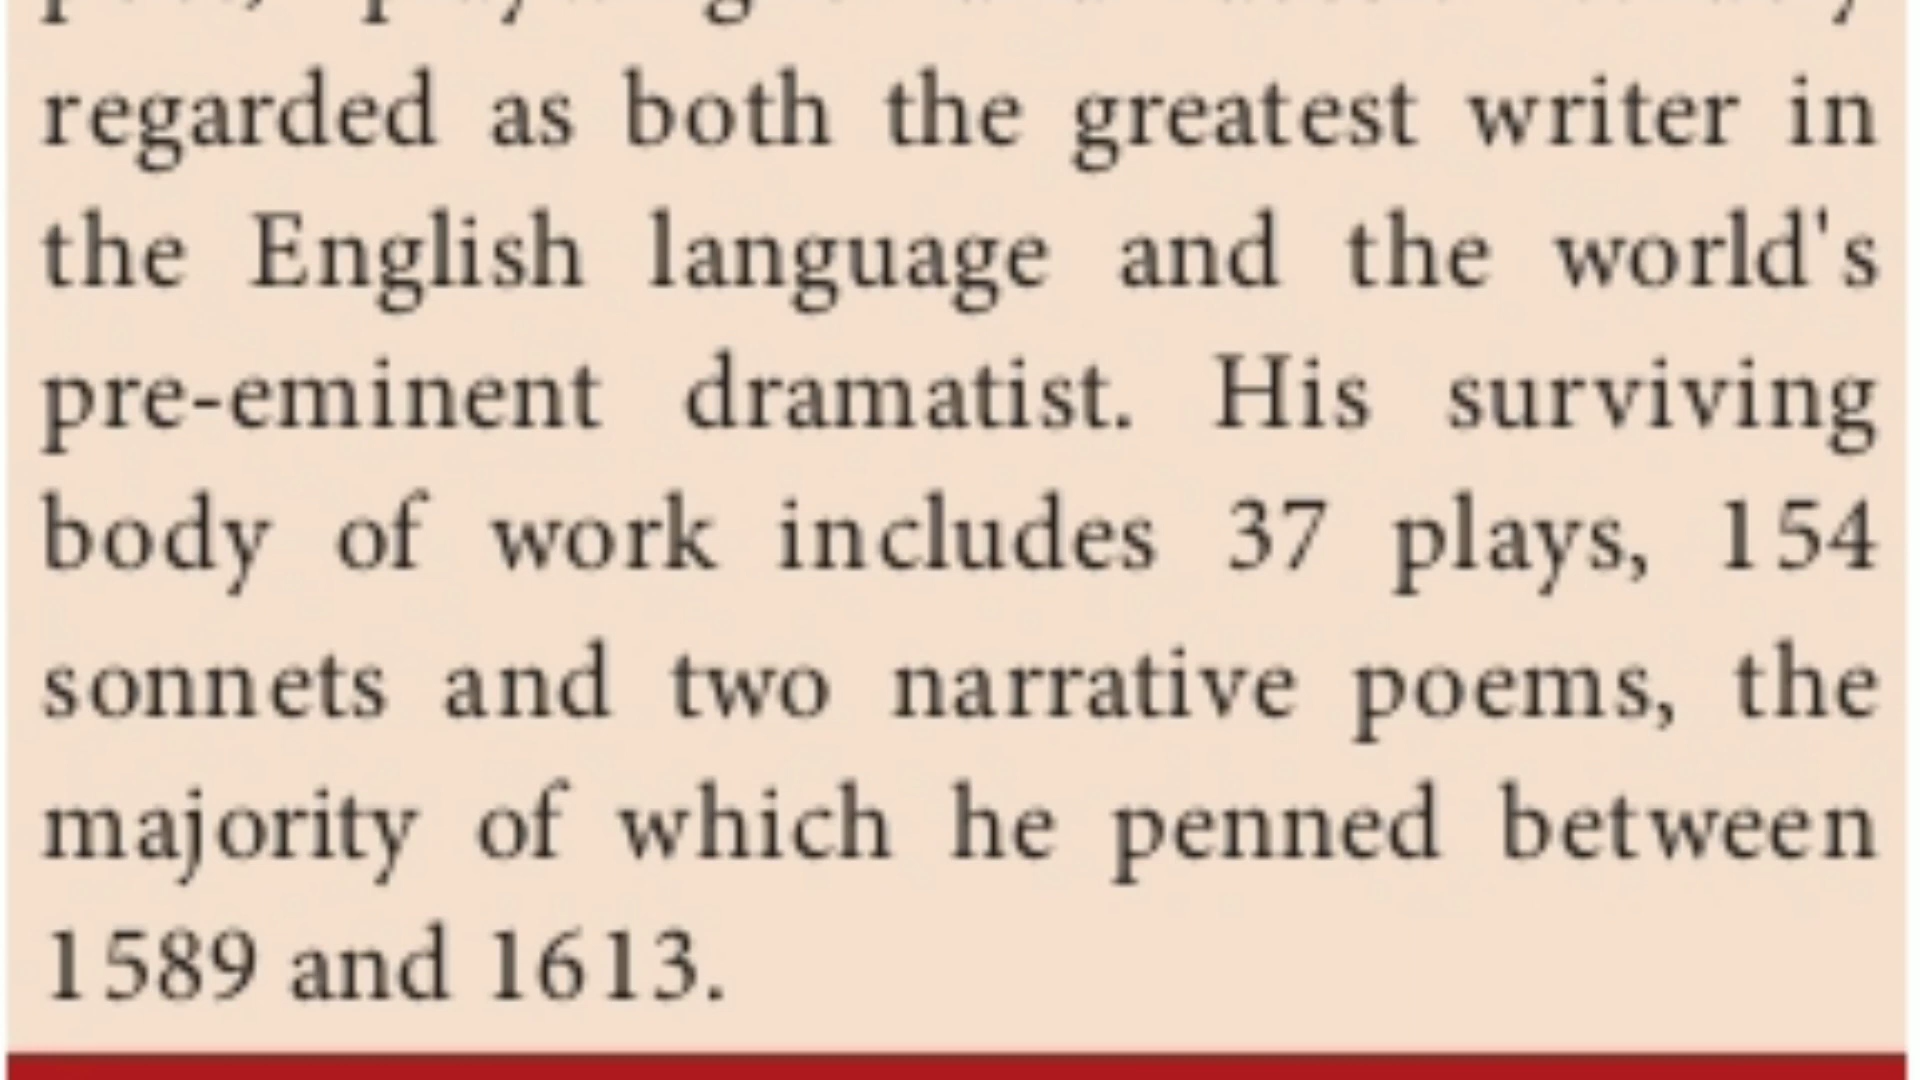 regarded as both the greatest writer in
the English language and the world's
pre-eminent dramatist. His surviving
body of work includes 37 plays, 154
sonnets and two narrative poems, the
majority of which he penned between
1589 and 1613.